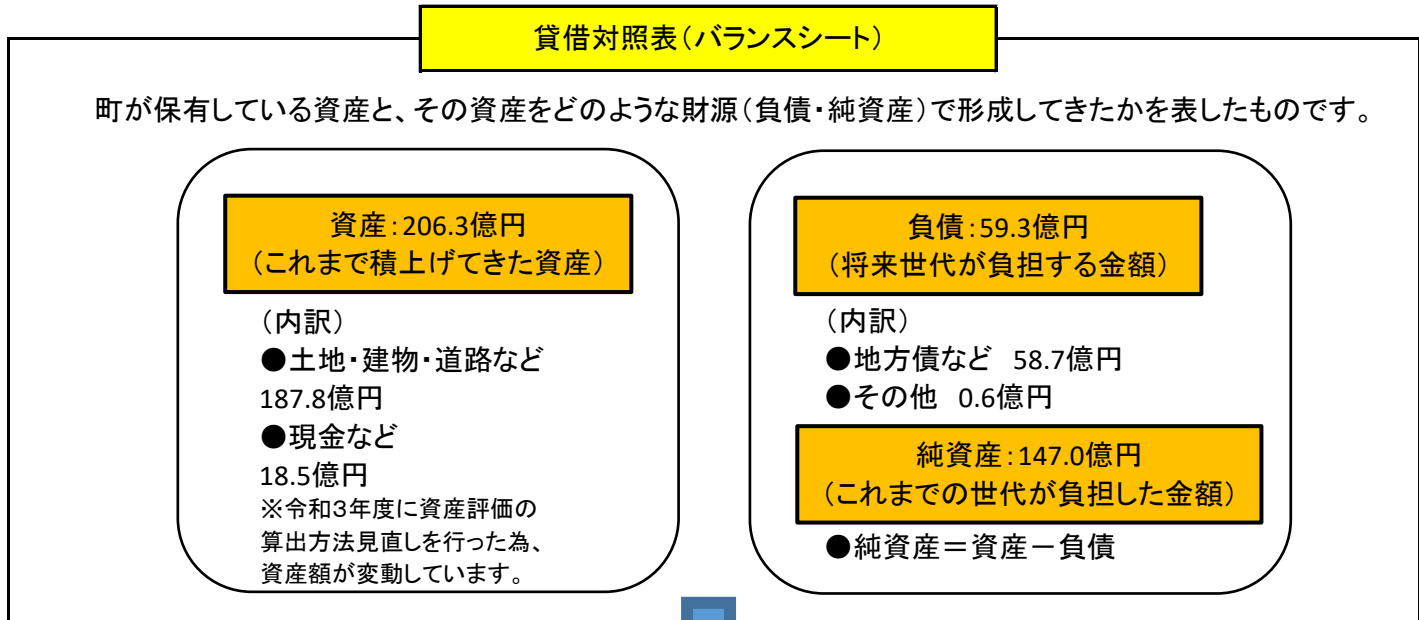 貸借対照表（バランスシート）
町が保有している資産と、その資産をどのような財源（負債・純資産）で形成してきたかを表したものです。
資産：206.3億円
（これまで積上げてきた資産）
（内訳）
●土地・建物・道路など
187.8億円
●現金など
18.5億円
※令和3年度に資産評価の
算出方法見直しを行った為、
資産額が変動しています。
負債：59.3億円
（将来世代が負担する金額）
（内訳）
●地方債など　58.7億円
●その他　0.6億円
純資産：147.0億円
（これまでの世代が負担した金額）
●純資産＝資産－負債